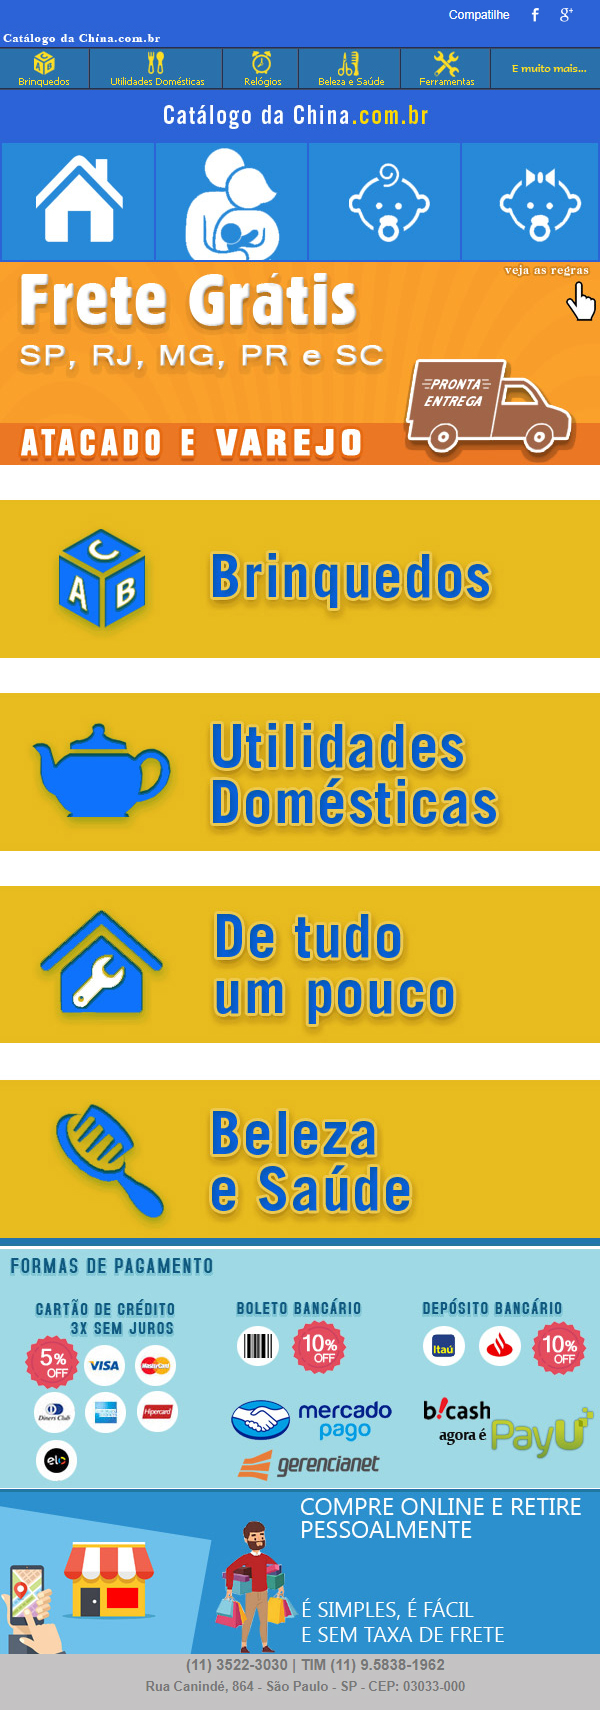 Compatilhe f g+
Catálogo da China.com.br
Brinquedos
Utilidades Domésticas
Relógios
Beleza e Saúde
Ferramentas
E muito mais...
Catálogo da China.com.br
veja as regras
Frete Grátis
SP, RJ, MG, PR e SC
PRONTA
ENTREGA
ATACADO E VAREJO
C
A B
Brinquedos
Utilidades
Domésticas
De tudo
um pouco
Beleza
e Saúde
FORMAS DE PAGAMENTO
CARTÃO DE CRÉDITO
3X SEM JUROS
5%
OFF
VISA
MasterCard
Diners Club
AMERICAN EXPRESS
Hipercard
elo
BOLETO BANCÁRIO
10%
OFF
DEPÓSITO BANCÁRIO
Itaú
10%
OFF
mercado
pago
gerencianet
b!cash
agora é PayU
COMPRE ONLINE E RETIRE
PESSOALMENTE
É SIMPLES, É FÁCIL
E SEM TAXA DE FRETE
(11) 3522-3030 | TIM (11) 9.5838-1962
Rua Canindé, 864 - São Paulo - SP - CEP: 03033-000